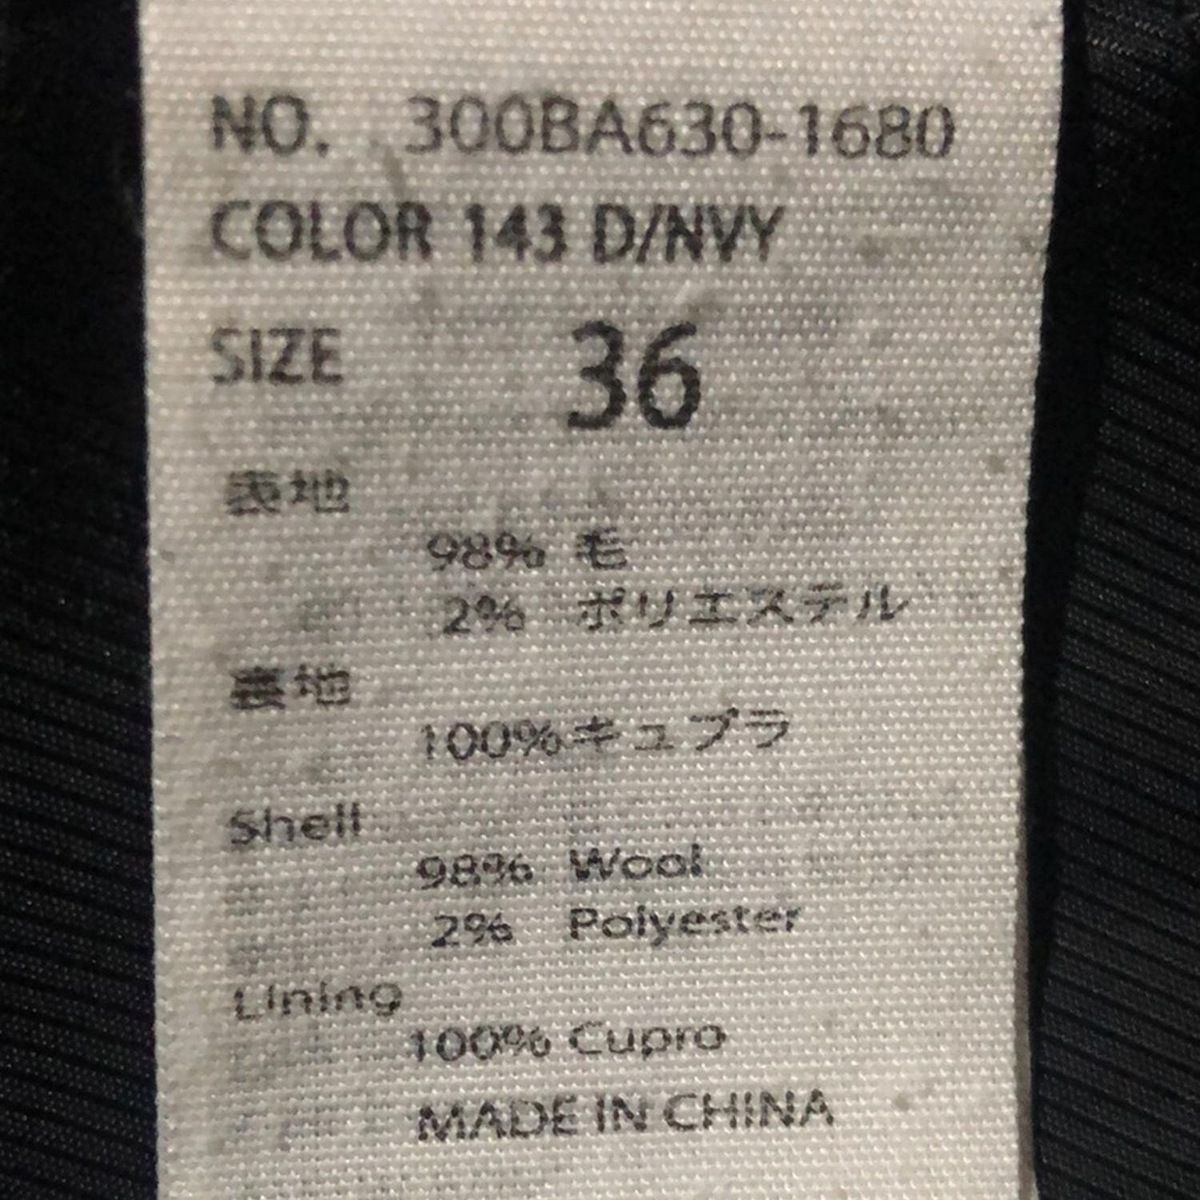 NO. 300BA630-1680
COLOR 143 D/NVY
SIZE 36
表地
98% 毛
2% ポリエステル
裏地
100%キュプラ
Shell
98% Wool
2% Polyester
Lining
100% Cupro
MADE IN CHINA